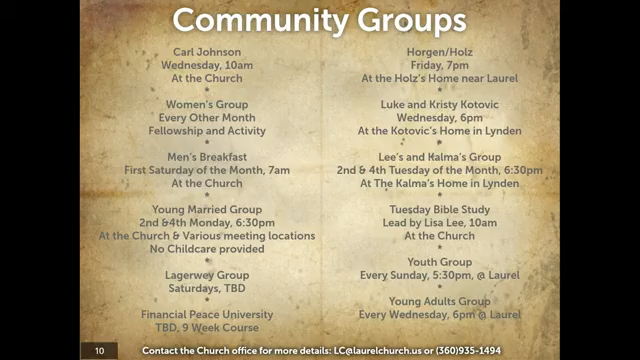 Community Groups
Carl Johnson
Wednesday, 10am
At the Church
*
Women's Group
Every Other Month
Fellowship and Activity
*
Men's Breakfast
First Saturday of the Month, 7am
At the Church
*
Young Married Group
2nd &4th Monday, 6:30pm
At the Church & Various meeting locations
No Childcare provided
*
Lagerwey Group
Saturdays, TBD
*
Financial Peace University
TBD, 9 Week Course
Horgen/Holz
Friday, 7pm
At the Holz's Home near Laurel
*
Luke and Kristy Kotovic
Wednesday, 6pm
At the Kotovic's Home in Lynden
*
Lee's and Kalma's Group
2nd & 4th Tuesday of the Month, 6:30pm
At The Kalma's Home in Lynden
*
Tuesday Bible Study
Lead by Lisa Lee, 10am
At the Church
*
Youth Group
Every Sunday, 5:30pm, @ Laurel
*
Young Adults Group
Every Wednesday, 6pm @ Laurel
10
Contact the Church office for more details: LC@laurelchurch.us or (360)935-1494